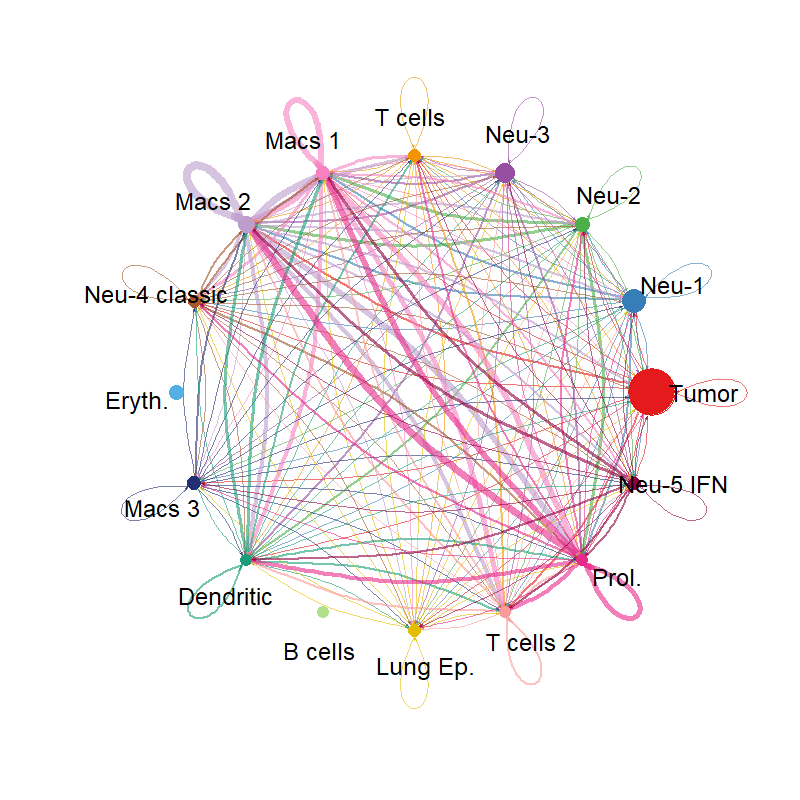 T cells
Neu-3
Macs 1
Neu-2
Macs 2
Neu-1
Neu-4 classic
Tumor
Eryth.
Neu-5 IFN
Macs 3
Prol.
Dendritic
T cells 2
B cells
Lung Ep.